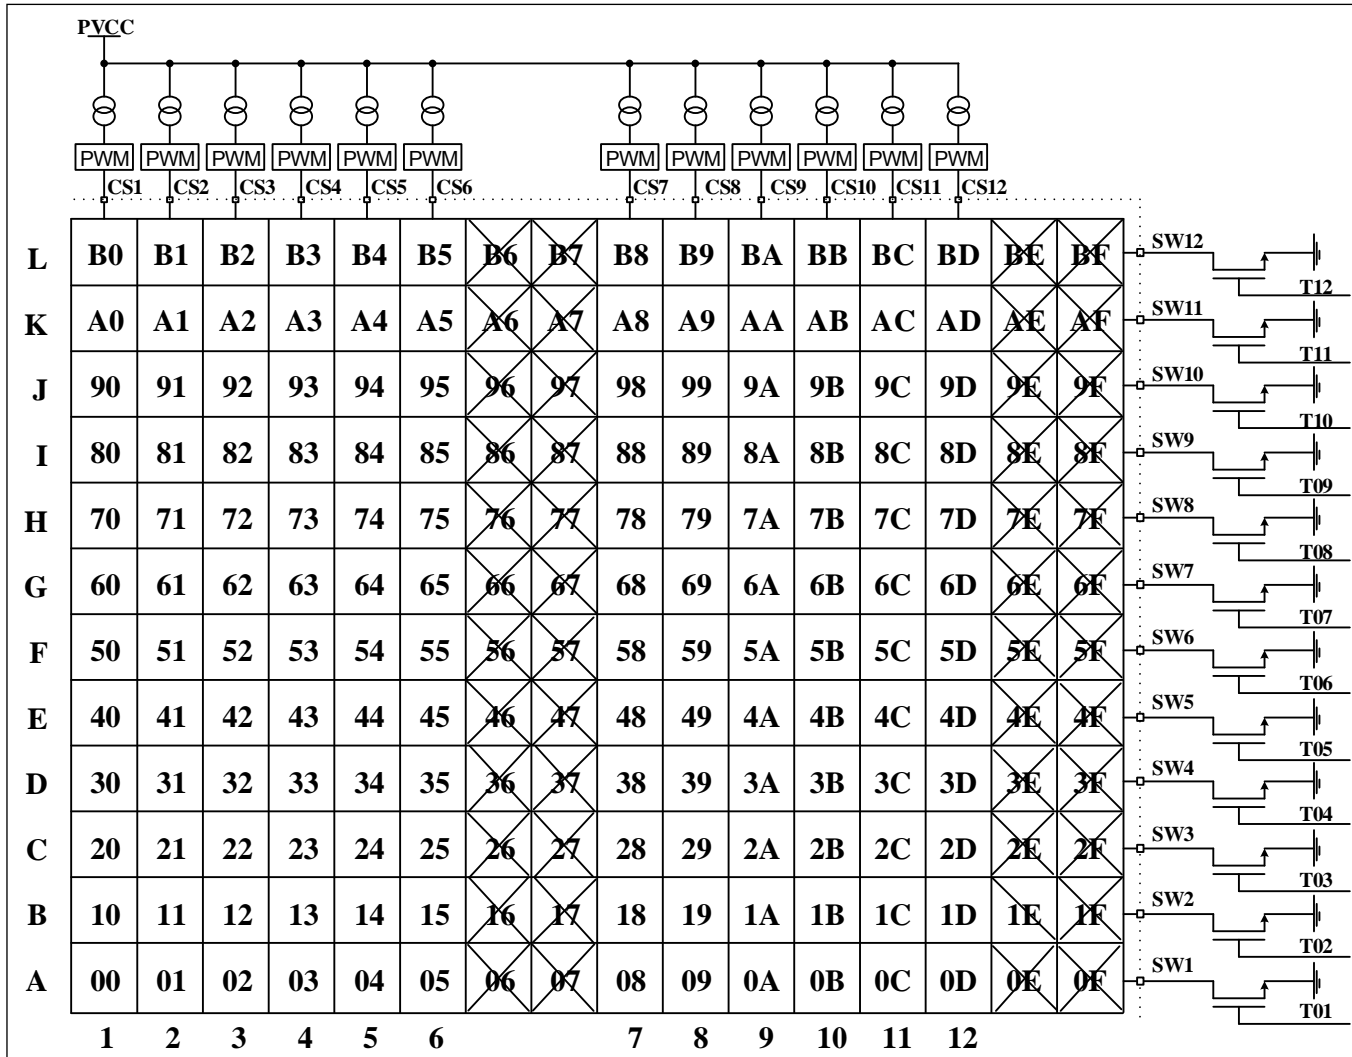 PVCC
PWM PWM PWM PWM PWM PWM PWM PWM PWM PWM PWM PWM
CS1 CS2 CS3 CS4 CS5 CS6 CS7 CS8 CS9 CS10 CS11 CS12
L B0 B1 B2 B3 B4 B5 B6 B7 B8 B9 BA BB BC BD BE BF SW12
T12
K A0 A1 A2 A3 A4 A5 A6 A7 A8 A9 AA AB AC AD AE AF SW11
T11
J 90 91 92 93 94 95 96 97 98 99 9A 9B 9C 9D 9E 9F SW10
T10
I 80 81 82 83 84 85 86 87 88 89 8A 8B 8C 8D 8E 8F SW9
T09
H 70 71 72 73 74 75 76 77 78 79 7A 7B 7C 7D 7E 7F SW8
T08
G 60 61 62 63 64 65 66 67 68 69 6A 6B 6C 6D 6E 6F SW7
T07
F 50 51 52 53 54 55 56 57 58 59 5A 5B 5C 5D 5E 5F SW6
T06
E 40 41 42 43 44 45 46 47 48 49 4A 4B 4C 4D 4E 4F SW5
T05
D 30 31 32 33 34 35 36 37 38 39 3A 3B 3C 3D 3E 3F SW4
T04
C 20 21 22 23 24 25 26 27 28 29 2A 2B 2C 2D 2E 2F SW3
T03
B 10 11 12 13 14 15 16 17 18 19 1A 1B 1C 1D 1E 1F SW2
T02
A 00 01 02 03 04 05 06 07 08 09 0A 0B 0C 0D 0E 0F SW1
T01
1 2 3 4 5 6 7 8 9 10 11 12